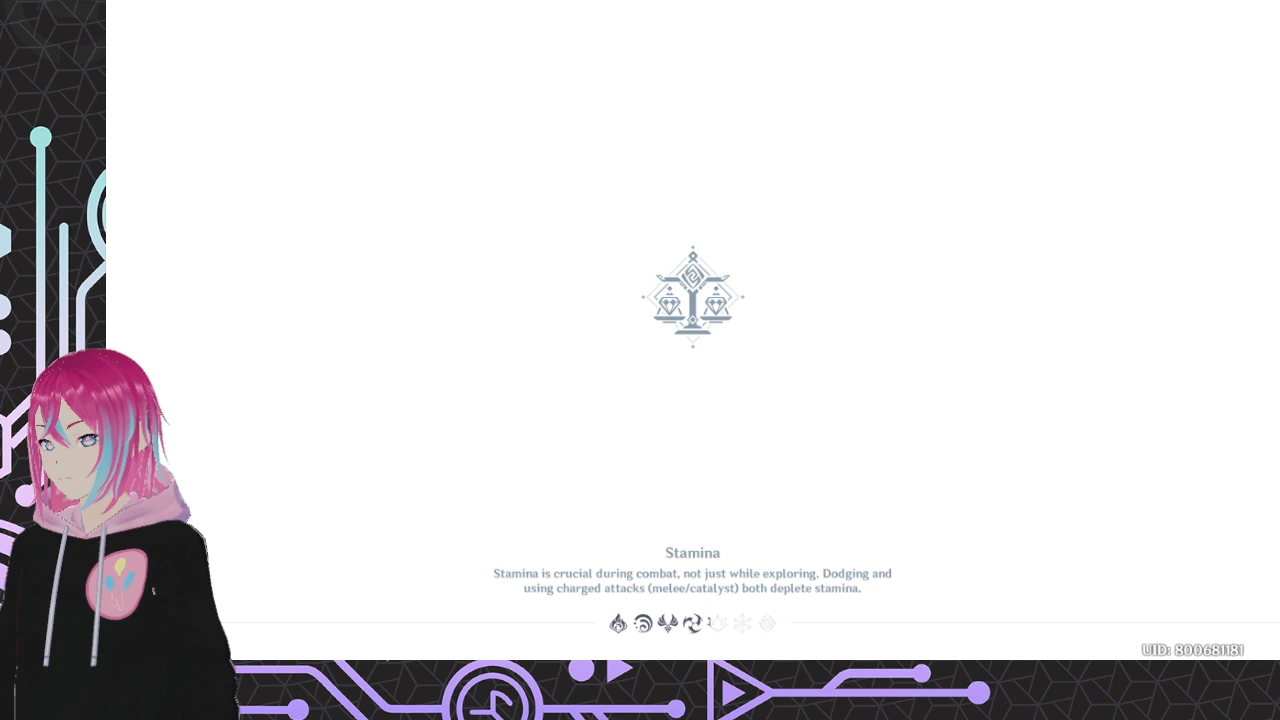 Stamina
Stamina is crucial during combat, not just while exploring. Dodging and
using charged attacks (melee/catalyst) both deplete stamina.
UID: 800681181